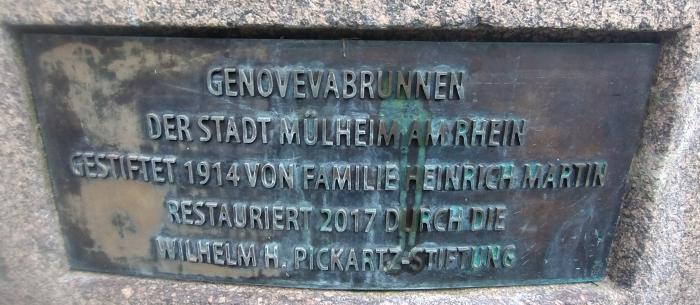 GENOVEVABRUNNEN
DER STADT MÜLHEIM AM RHEIN
GESTIFTET 1914 VON FAMILIE HEINRICH MARTIN
RESTAURIERT 2017 DURCH DIE
WILHELM H. PICKARTZ-STIFTUNG